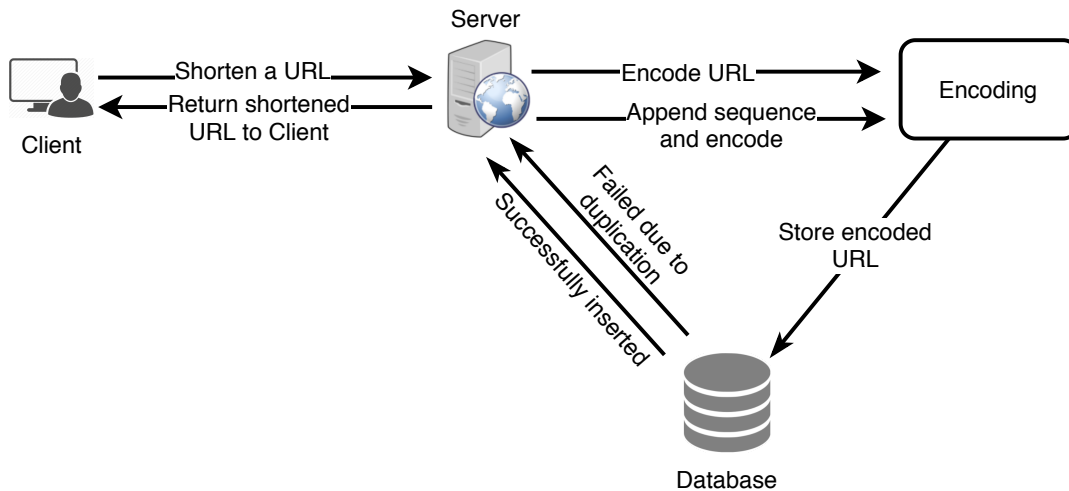 Server
Shorten a URL
Return shortened
URL to Client
Client
Encode URL
Append sequence
and encode
Encoding
Failed due to
duplication
Successfully inserted
Store encoded
URL
Database